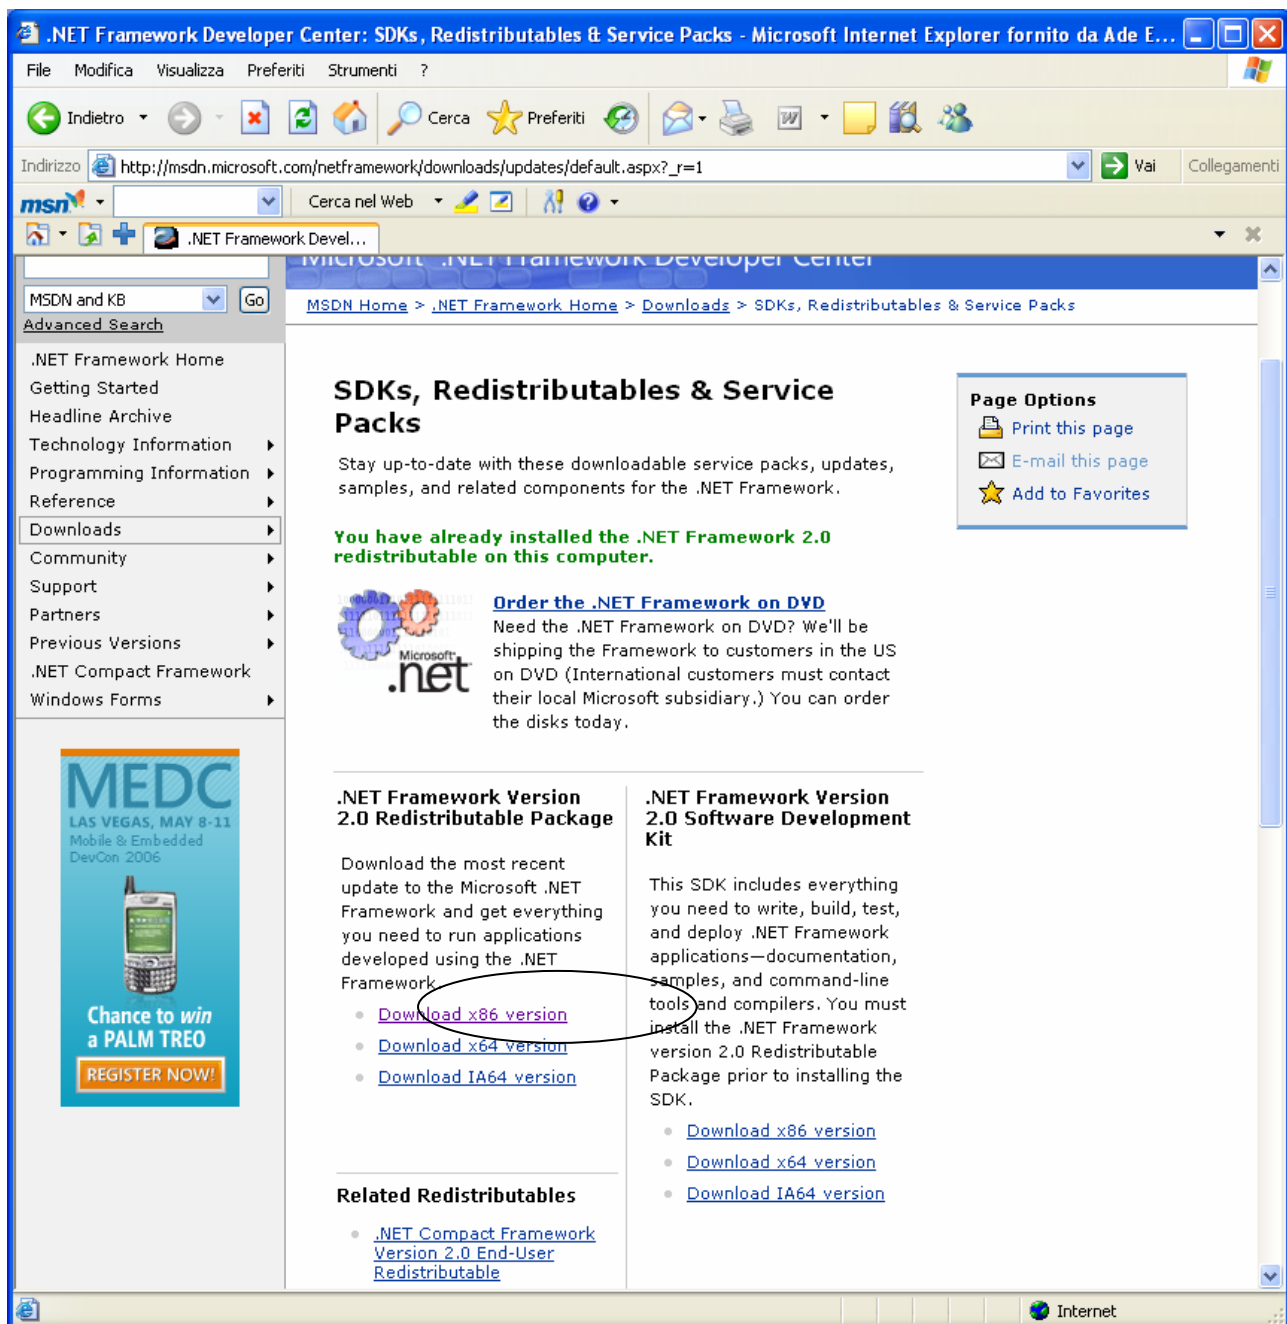 .NET Framework Developer Center: SDKs, Redistributables & Service Packs - Microsoft Internet Explorer fornito da Ade E...
File Modifica Visualizza Preferiti Strumenti ?
Indietro Cerca Preferiti
Indirizzo http://msdn.microsoft.com/netframework/downloads/updates/default.aspx?_r=1 Vai Collegamenti
msn Cerca nel Web
.NET Framework Devel...
Microsoft .NET Framework Developer Center
MSDN and KB Go
Advanced Search
MSDN Home > .NET Framework Home > Downloads > SDKs, Redistributables & Service Packs
.NET Framework Home
Getting Started
Headline Archive
Technology Information
Programming Information
Reference
Downloads
Community
Support
Partners
Previous Versions
.NET Compact Framework
Windows Forms
MEDC
LAS VEGAS, MAY 8-11
Mobile & Embedded
DevCon 2006
Chance to win
a PALM TREO
REGISTER NOW!
SDKs, Redistributables & Service
Packs
Stay up-to-date with these downloadable service packs, updates,
samples, and related components for the .NET Framework.
You have already installed the .NET Framework 2.0
redistributable on this computer.
Microsoft
.net
Order the .NET Framework on DVD
Need the .NET Framework on DVD? We'll be
shipping the Framework to customers in the US
on DVD (International customers must contact
their local Microsoft subsidiary.) You can order
the disks today.
.NET Framework Version
2.0 Redistributable Package
Download the most recent
update to the Microsoft .NET
Framework and get everything
you need to run applications
developed using the .NET
Framework.
Download x86 version
Download x64 version
Download IA64 version
Related Redistributables
.NET Compact Framework
Version 2.0 End-User
Redistributable
.NET Framework Version
2.0 Software Development
Kit
This SDK includes everything
you need to write, build, test,
and deploy .NET Framework
applications—documentation,
samples, and command-line
tools and compilers. You must
install the .NET Framework
version 2.0 Redistributable
Package prior to installing the
SDK.
Download x86 version
Download x64 version
Download IA64 version
Page Options
Print this page
E-mail this page
Add to Favorites
Internet